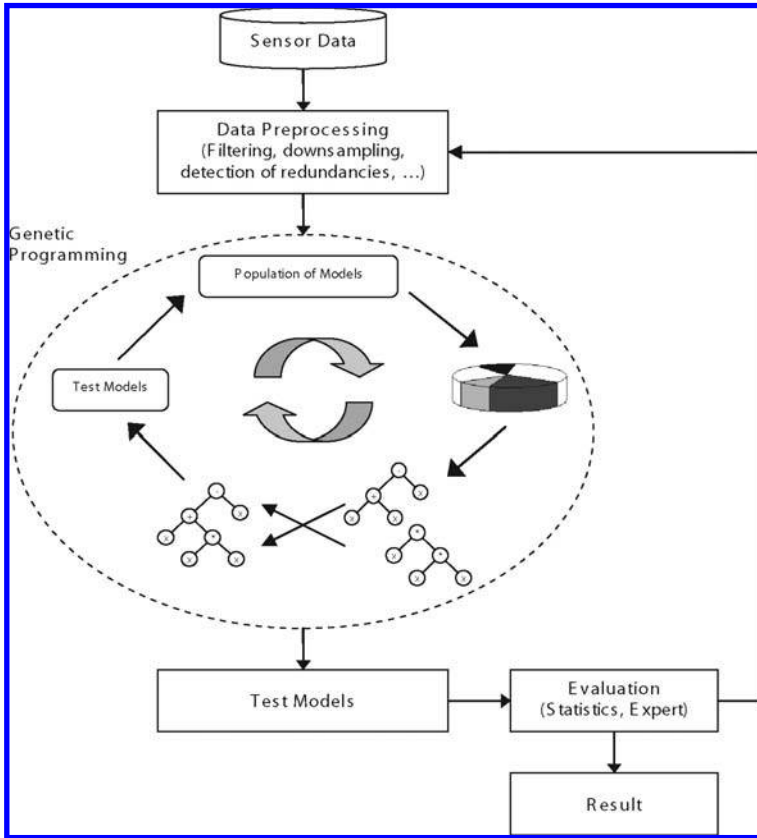 Sensor Data
Data Preprocessing
(Filtering, downsampling,
detection of redundancies, ...)
Genetic
Programming
Population of Models
Test Models
-
+
x
x
*
x
x
-
+
x
x
x
*
x
*
x
x
Test Models
Evaluation
(Statistics, Expert)
Result